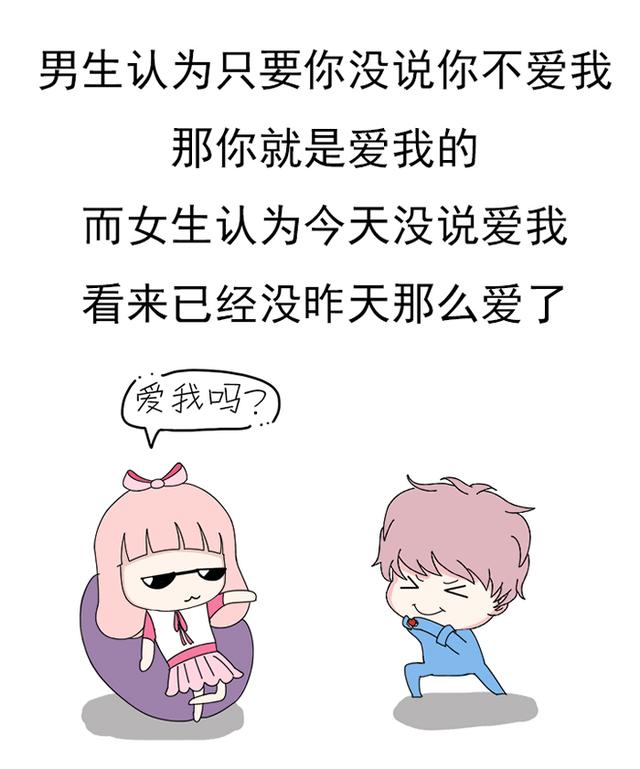 男生认为只要你没说你不爱我
那你就是爱我的
而女生认为今天没说爱我
看来已经没昨天那么爱了
爱我吗?